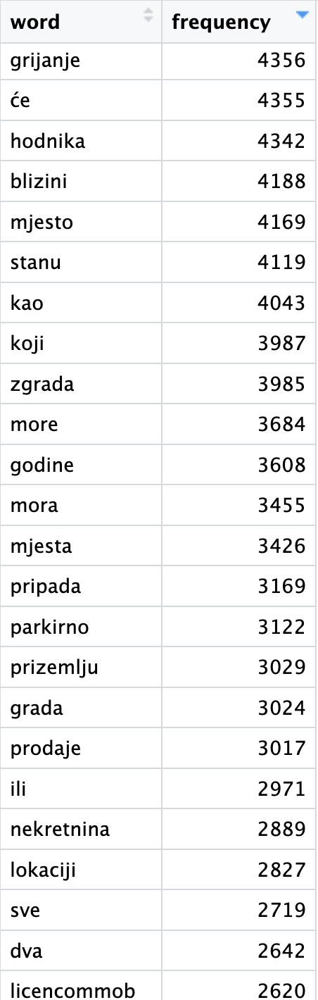 word frequency
grijanje 4356
će 4355
hodnika 4342
blizini 4188
mjesto 4169
stanu 4119
kao 4043
koji 3987
zgrada 3985
more 3684
godine 3608
mora 3455
mjesta 3426
pripada 3169
parkirno 3122
prizemlju 3029
grada 3024
prodaje 3017
ili 2971
nekretnina 2889
lokaciji 2827
sve 2719
dva 2642
licencommob 2620